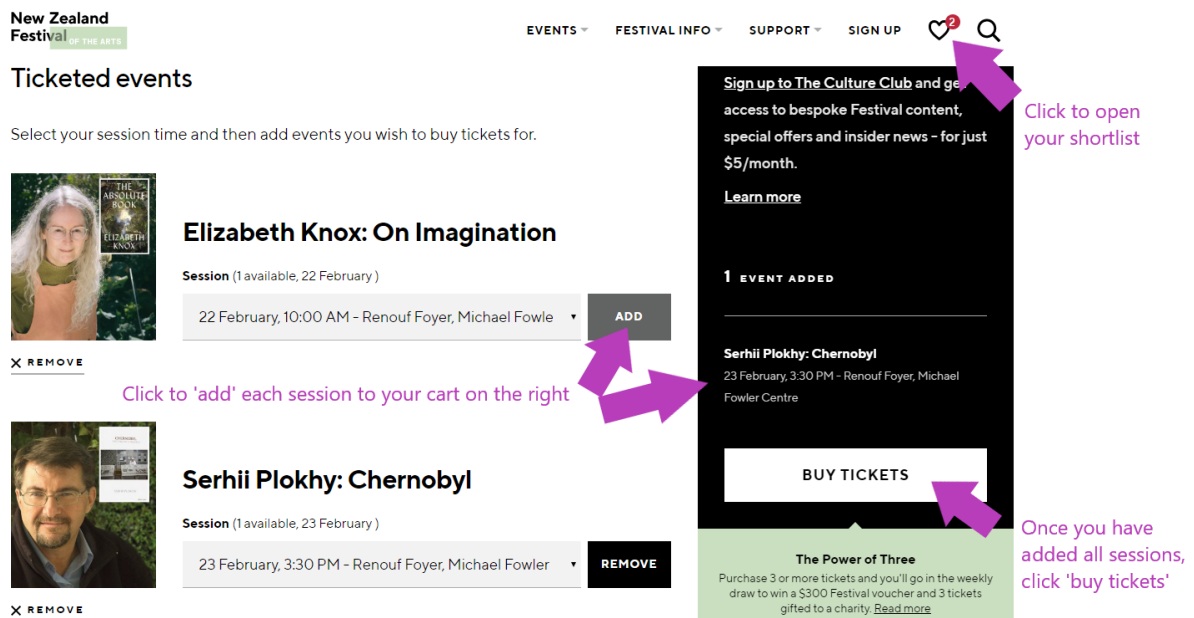 New Zealand
Festival
OF THE ARTS
EVENTS
FESTIVAL INFO
SUPPORT
SIGN UP
2
Ticketed events
Select your session time and then add events you wish to buy tickets for.
THE
ABSOLUTE
BOOK
ELIZABETH
KNOX
Elizabeth Knox: On Imagination
Session (1 available, 22 February )
22 February, 10:00 AM - Renouf Foyer, Michael Fowle
ADD
X REMOVE
Click to 'add' each session to your cart on the right
Serhii Plokhy: Chernobyl
Session (1 available, 23 February )
23 February, 3:30 PM - Renouf Foyer, Michael Fowler
REMOVE
X REMOVE
Sign up to The Culture Club and get
access to bespoke Festival content,
special offers and insider news - for just
$5/month.
Learn more
1 EVENT ADDED
Serhii Plokhy: Chernobyl
23 February, 3:30 PM - Renouf Foyer, Michael
Fowler Centre
BUY TICKETS
The Power of Three
Purchase 3 or more tickets and you'll go in the weekly
draw to win a $300 Festival voucher and 3 tickets
gifted to a charity. Read more
Click to open
your shortlist
Once you have
added all sessions,
click 'buy tickets'